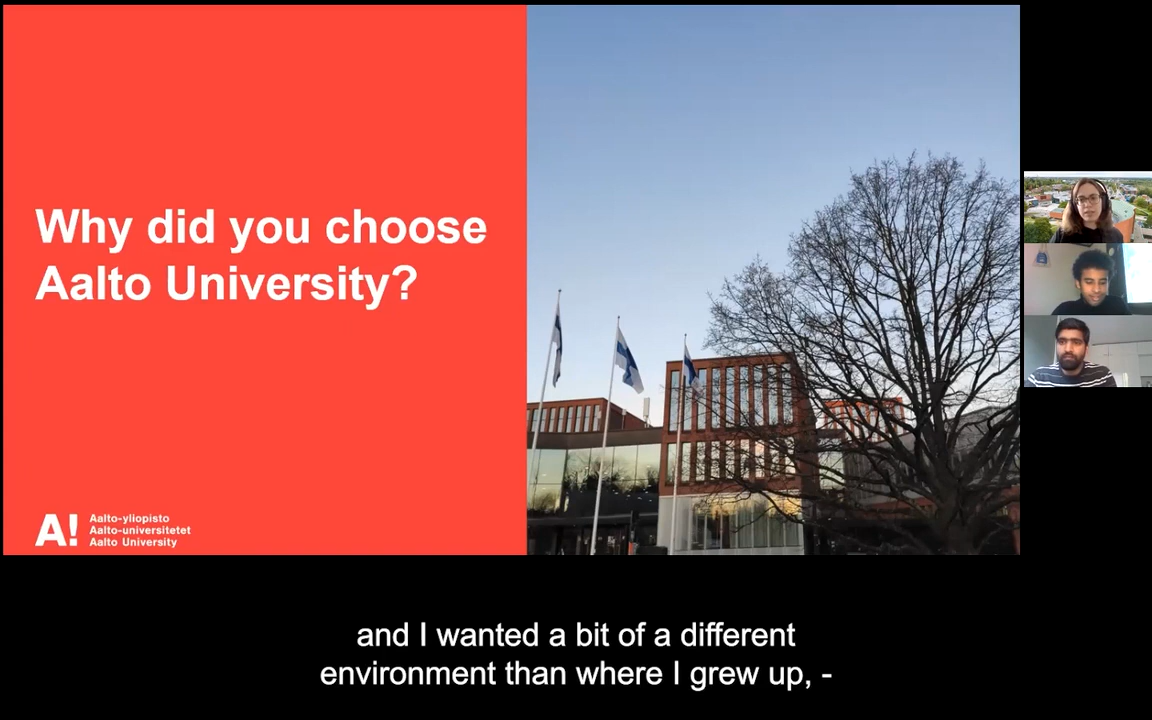 Why did you choose
Aalto University?
A!
Aalto-yliopisto
Aalto-universitetet
Aalto University
and I wanted a bit of a different
environment than where I grew up, -